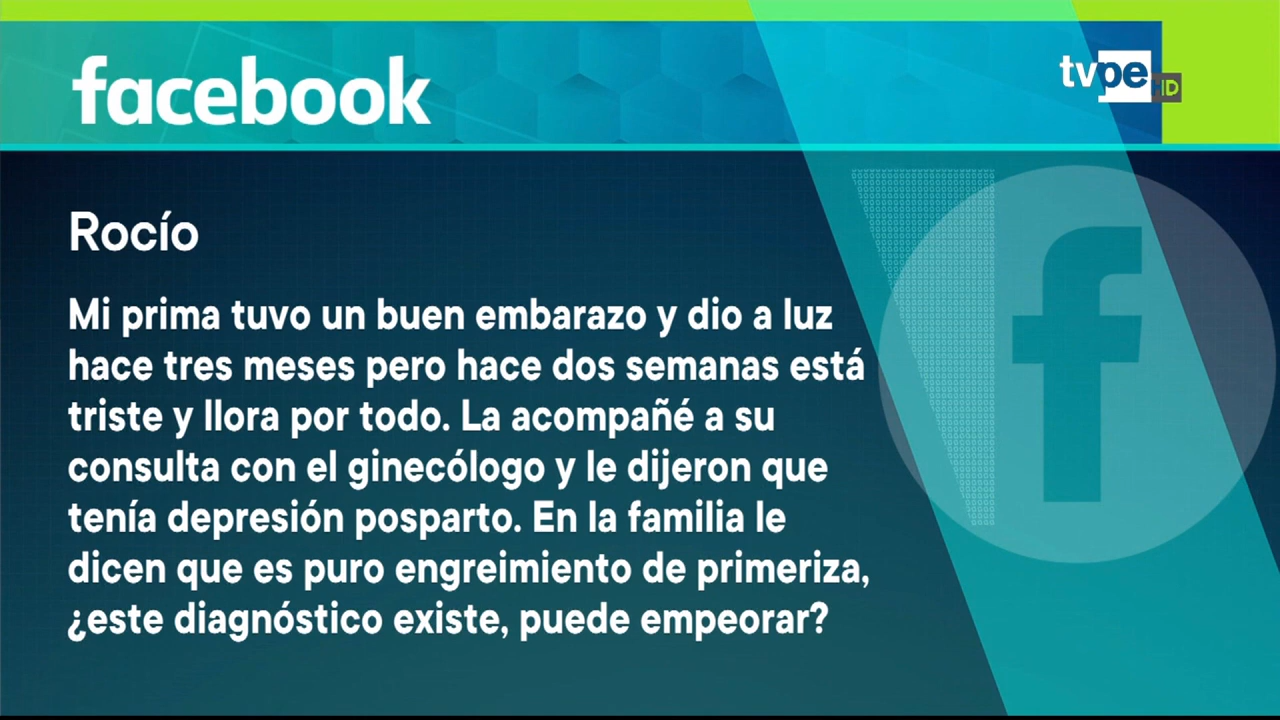 facebook
tvpe HD
Rocío
Mi prima tuvo un buen embarazo y dio a luz
hace tres meses pero hace dos semanas está
triste y llora por todo. La acompañé a su
consulta con el ginecólogo y le dijeron que
tenía depresión posparto. En la familia le
dicen que es puro engreimiento de primeriza,
¿este diagnóstico existe, puede empeorar?